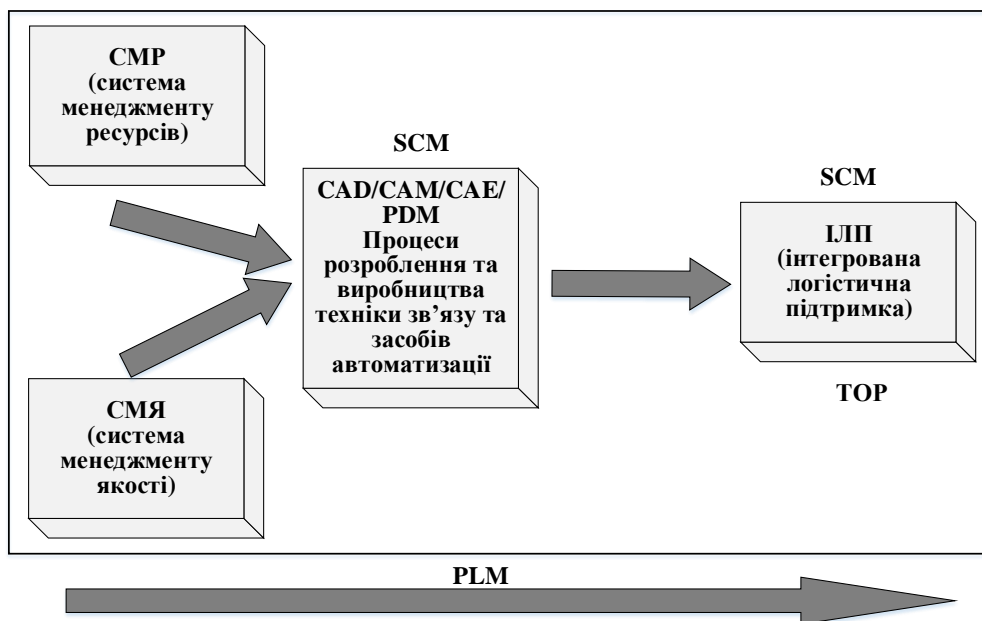 СМР
(система
менеджменту
ресурсів)
SCM
CAD/CAM/CAE/
PDM
Процеси
розроблення та
виробництва
техніки зв’язу та
засобів
автоматизації
SCM
ІЛП
(інтегрована
логістична
підтримка)
ТОР
СМЯ
(система
менеджменту
якості)
PLM